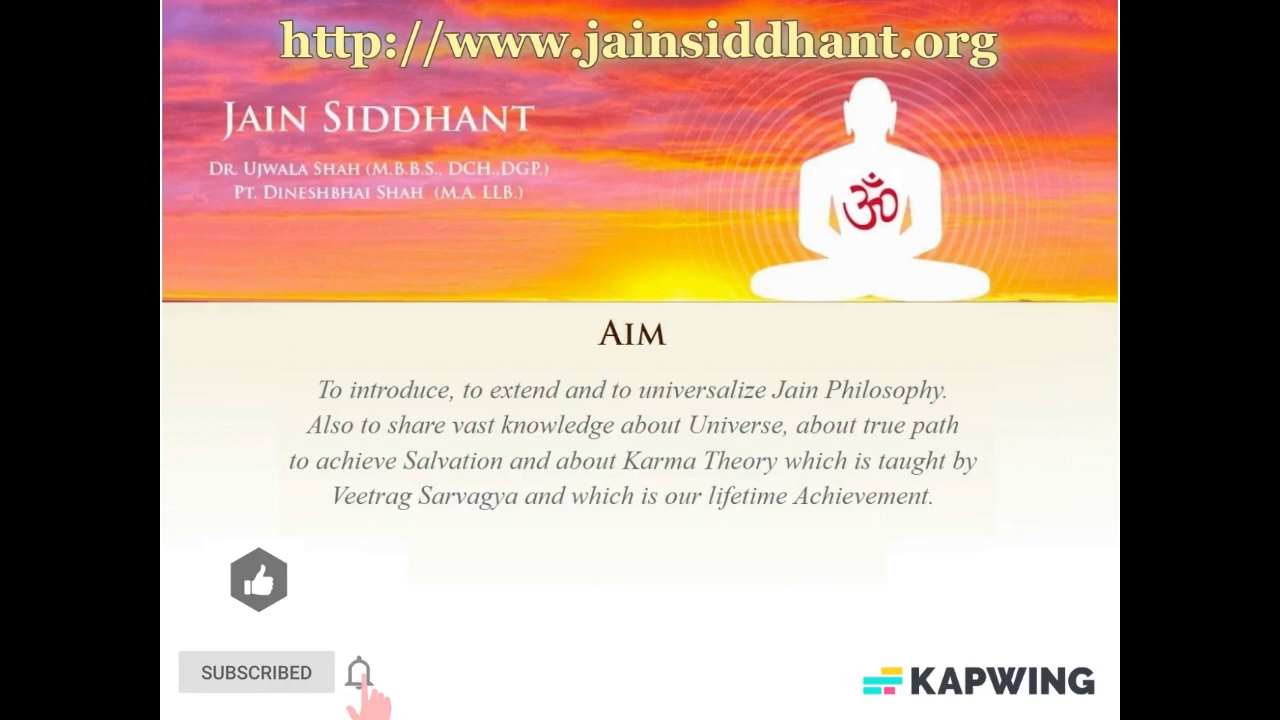 http://www.jainsiddhant.org
JAIN SIDDHANT
DR. UJWALA SHAH (M.B.B.S., DCH.,DGP.)
PT. DINESHBHAI SHAH (M.A. LLB.)
ॐ
AIM
To introduce, to extend and to universalize Jain Philosophy.
Also to share vast knowledge about Universe, about true path
to achieve Salvation and about Karma Theory which is taught by
Veetrag Sarvagya and which is our lifetime Achievement.
SUBSCRIBED
KAPWING